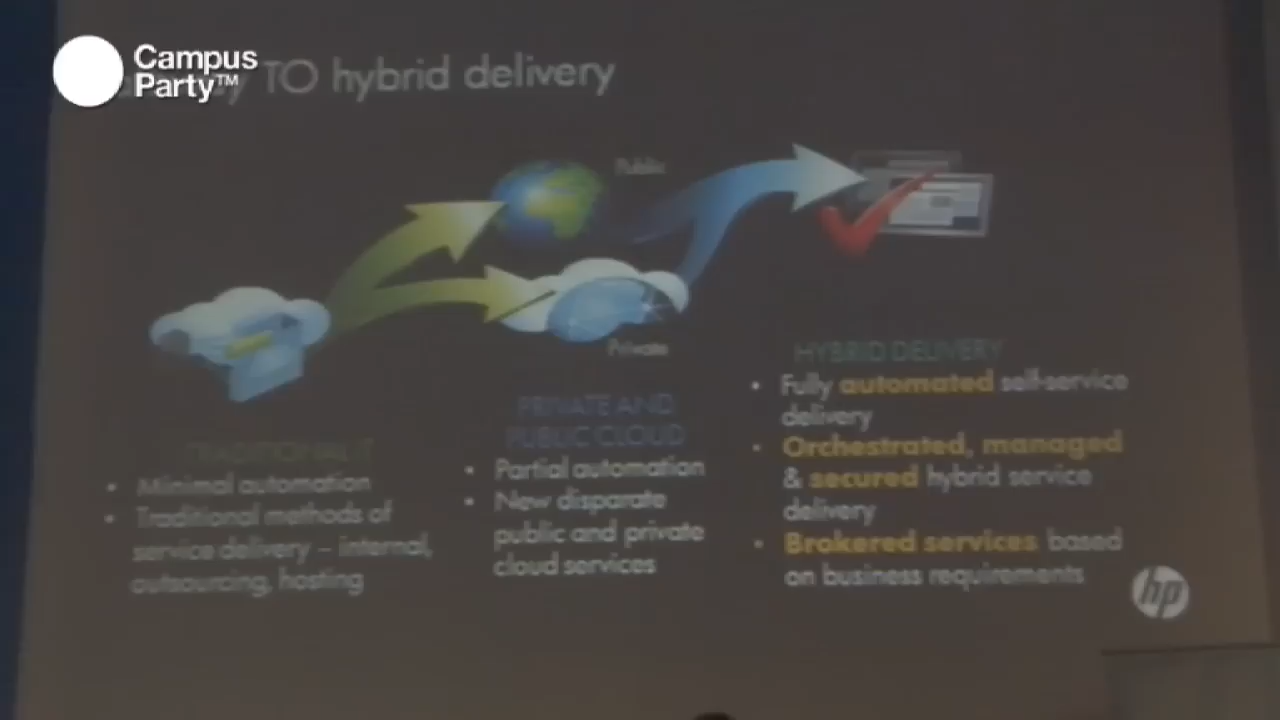 Campus
Party™
TO hybrid delivery
Public
Private
TRADITIONAL IT
• Minimal automation
• Traditional methods of
service delivery – internal,
outsourcing, hosting
PRIVATE AND
PUBLIC CLOUD
• Partial automation
• New disparate
public and private
cloud services
HYBRID DELIVERY
• Fully automated self-service
delivery
• Orchestrated, managed
& secured hybrid service
delivery
• Brokered services based
on business requirements
hp